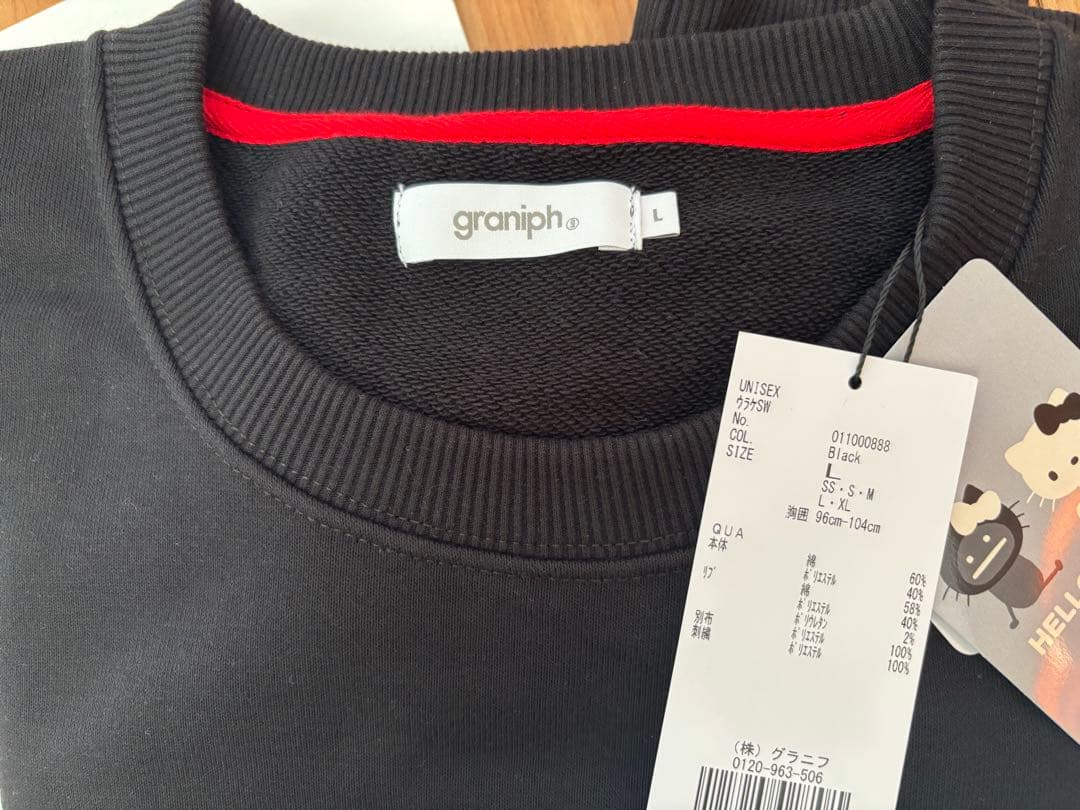 graniph
L
UNISEX
ウラケSW
No. 011000888
COL. Black
SIZE L
SS・S・M
L・XL
胸囲 96cm-104cm
QUA
本体 綿 60%
ポリエステル 40%
リブ 綿 58%
ポリエステル 40%
ポリウレタン 2%
別布 ポリエステル 100%
刺繍 ポリエステル 100%
(株) グラニフ
0120-963-506
HELL